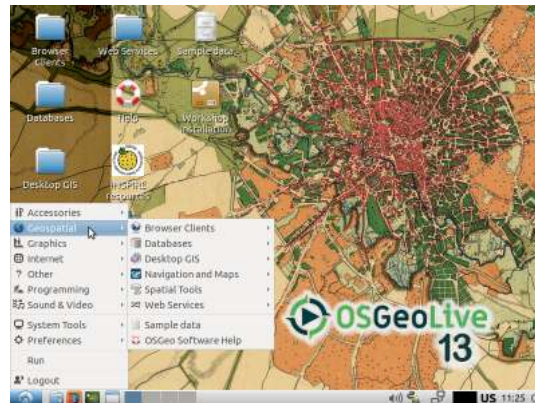 Browser
Clients
Web Services
Sample data
Databases
Help
Workshop
Installation
Desktop GIS
INSPIRE
resources
Accessories
Geospatial
Graphics
Internet
Other
Programming
Sound & Video
System Tools
Preferences
Run
Logout
Browser Clients
Databases
Desktop GIS
Navigation and Maps
Spatial Tools
Web Services
Sample data
OSGeo Software Help
OSGeoLive
13
US 11:25